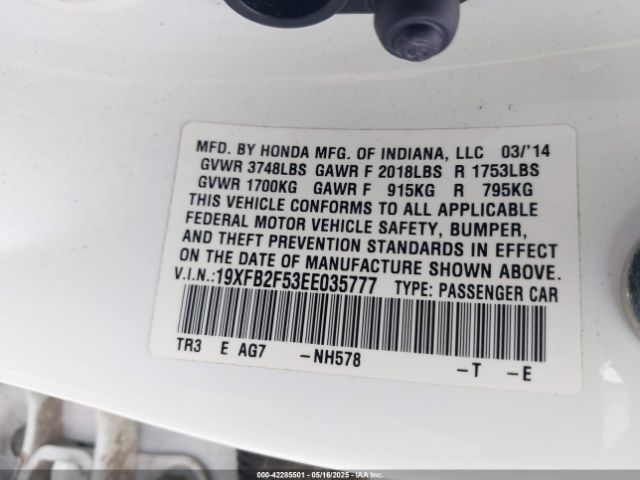 MFD. BY HONDA MFG. OF INDIANA, LLC 03/'14
GVWR 3748LBS GAWR F 2018LBS R 1753LBS
GVWR 1700KG GAWR F 915KG R 795KG
THIS VEHICLE CONFORMS TO ALL APPLICABLE
FEDERAL MOTOR VEHICLE SAFETY, BUMPER,
AND THEFT PREVENTION STANDARDS IN EFFECT
ON THE DATE OF MANUFACTURE SHOWN ABOVE.
V.I.N.:19XFB2F53EE035777 TYPE: PASSENGER CAR
TR3 E AG7 -NH578 -T -E
000-42285501 - 05/16/2025 - IAA Inc.